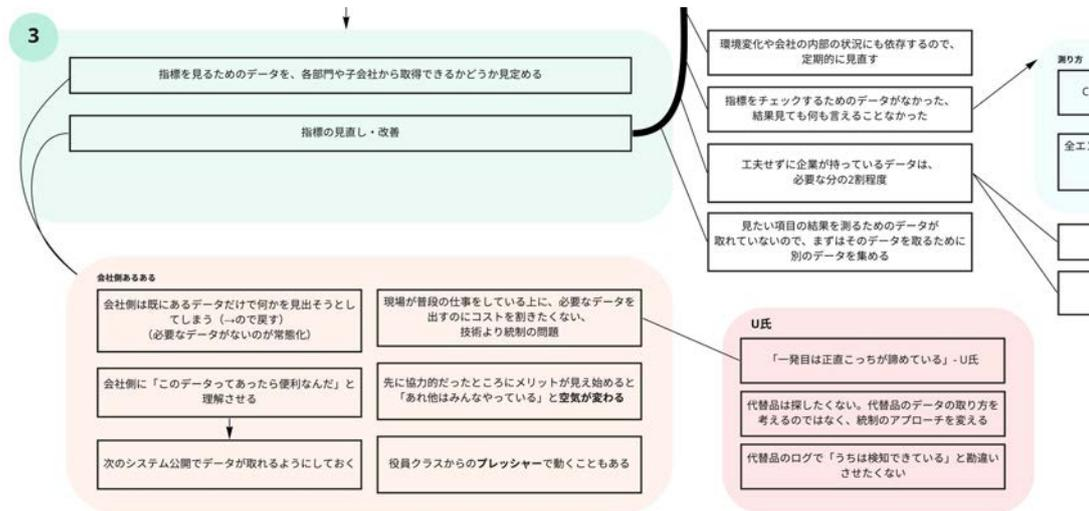 3
指標を見るためのデータを、各部門や子会社から取得できるかどうか見定める
指標の見直し・改善
環境変化や会社の内部の状況にも依存するので、
定期的に見直す
指標をチェックするためのデータがなかった、
結果見ても何も言えることなかった
工夫せずに企業が持っているデータは、
必要な分の2割程度
見たい項目の結果を測るためのデータが
取れていないので、まずはそのデータを取るために
別のデータを集める
測り方
C
全エ
会社側あるある
会社側は既にあるデータだけで何かを見出そうとし
てしまう（→ので戻す）
（必要なデータがないのが常態化）
会社側に「このデータってあったら便利なんだ」と
理解させる
次のシステム公開でデータが取れるようにしておく
現場が普段の仕事をしている上に、必要なデータを
出すのにコストを割きたくない、
技術より統制の問題
先に協力的だったところにメリットが見え始めると
「あれ他はみんなやっている」と空気が変わる
役員クラスからのプレッシャーで動くこともある
U氏
「一発目は正直こっちが諦めている」- U氏
代替品は探したくない。代替品のデータの取り方を
考えるのではなく、統制のアプローチを変える
代替品のログで「うちは検知できている」と勘違い
させたくない